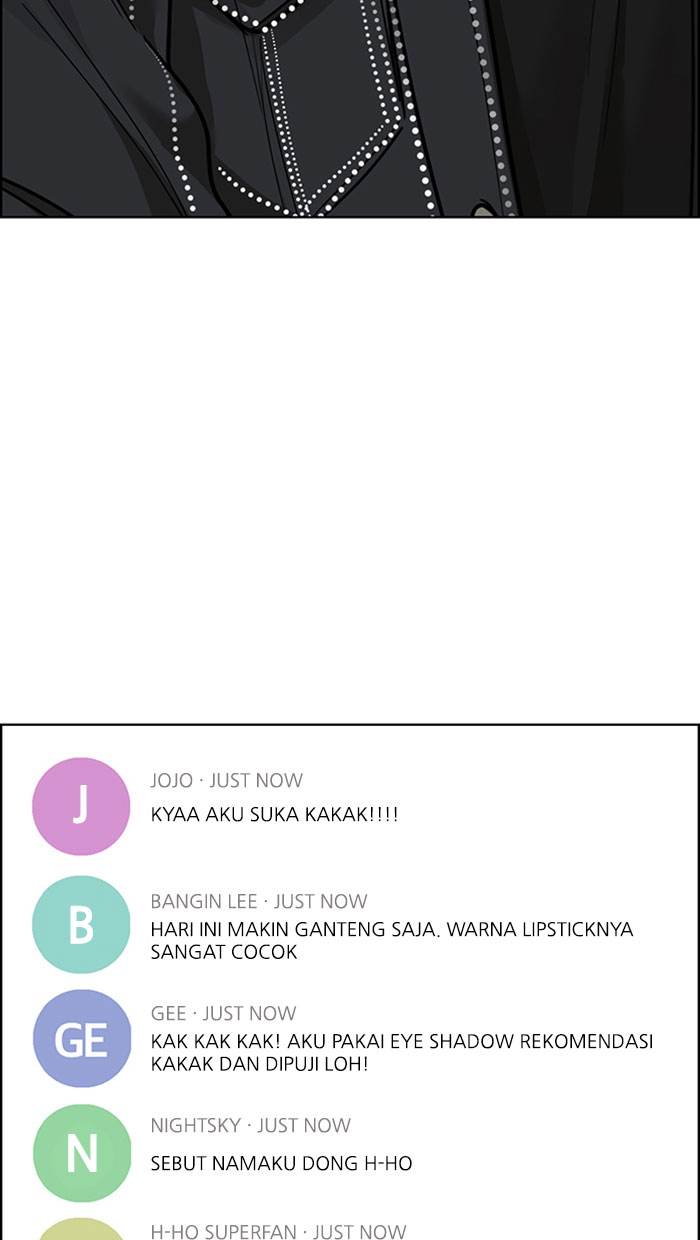 J
JOJO · JUST NOW
KYAA AKU SUKA KAKAK!!!!
B
BANGIN LEE · JUST NOW
HARI INI MAKIN GANTENG SAJA. WARNA LIPSTICKNYA
SANGAT COCOK
GE
GEE · JUST NOW
KAK KAK KAK! AKU PAKAI EYE SHADOW REKOMENDASI
KAKAK DAN DIPUJI LOH!
N
NIGHTSKY · JUST NOW
SEBUT NAMAKU DONG H-HO
H-HO SUPERFAN · JUST NOW